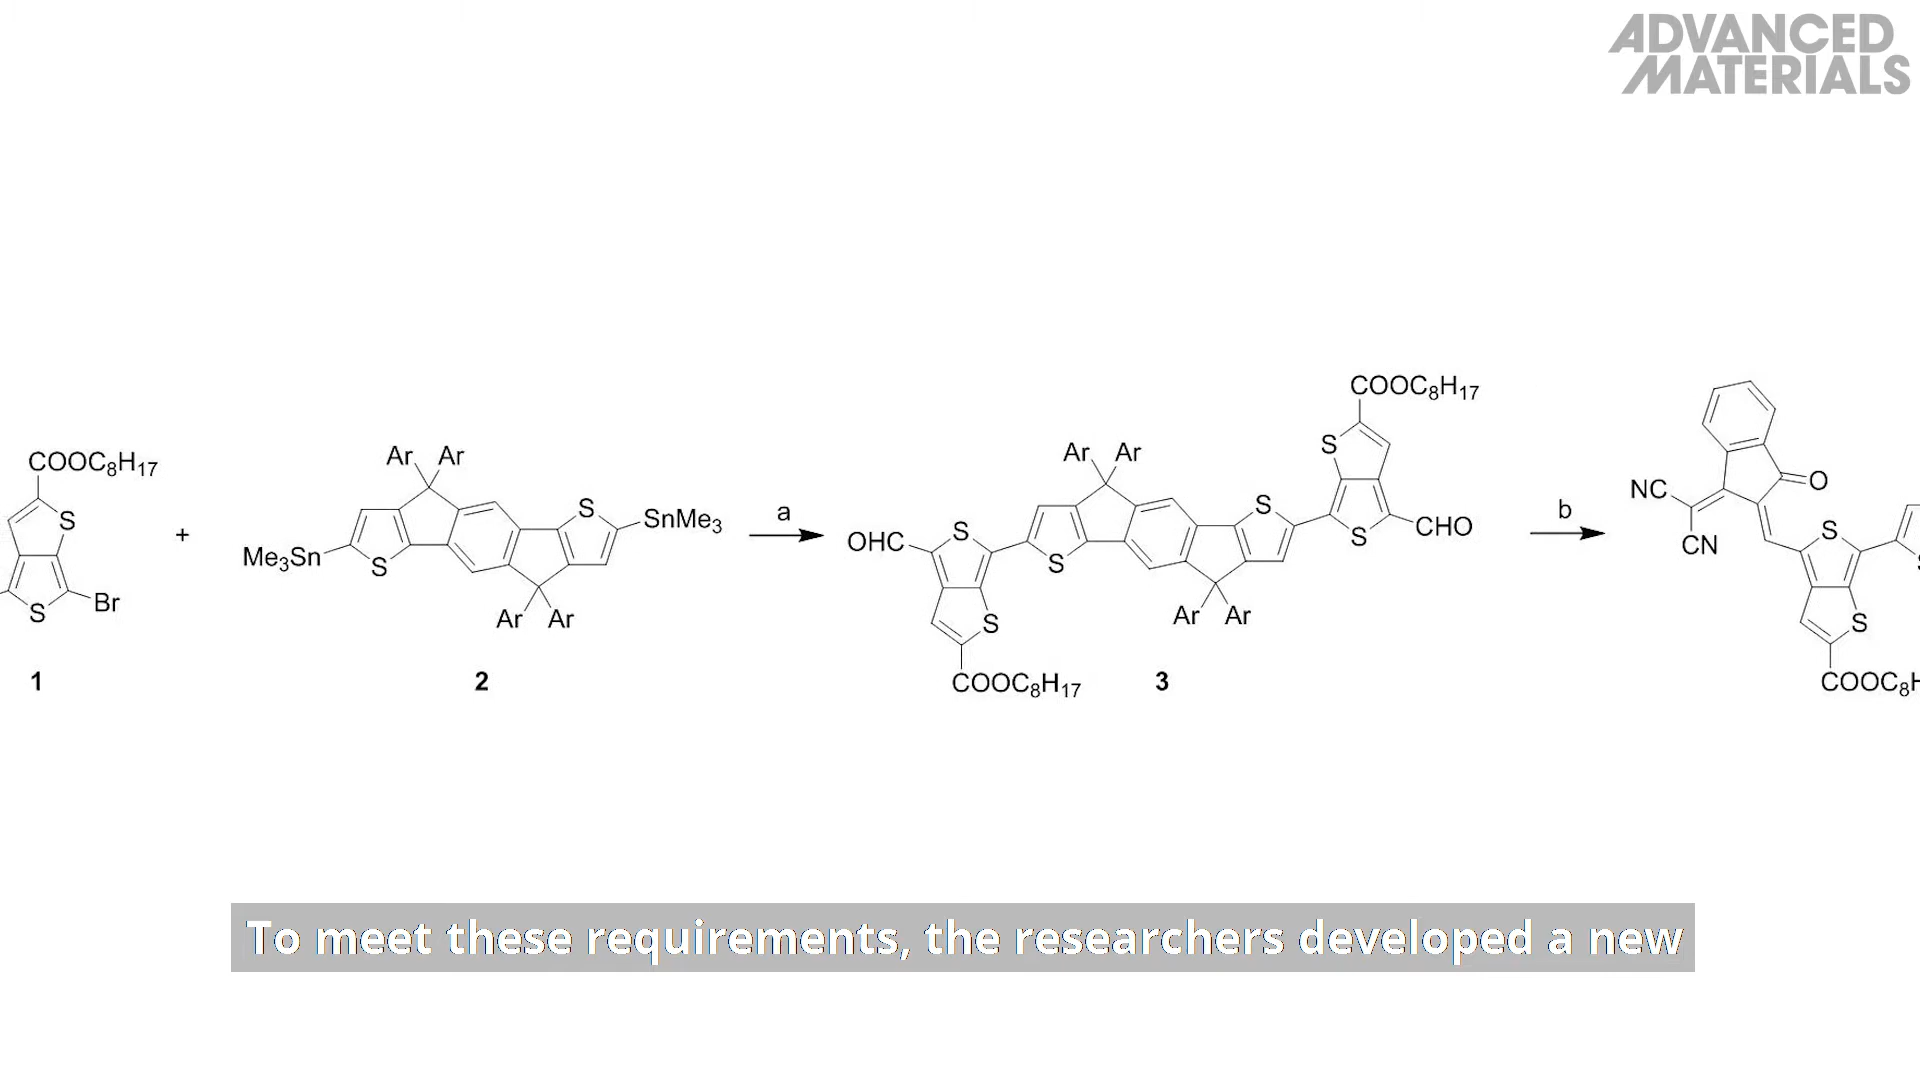 ADVANCED
MATERIALS
COOC8H17
S
S
Br
1
+
Ar Ar
Me3Sn
S
S
SnMe3
Ar Ar
2
a
OHC
S
S
COOC8H17
Ar Ar
S
S
Ar Ar
COOC8H17
S
S
CHO
3
b
NC
CN
O
S
S
COOC8H
To meet these requirements, the researchers developed a new